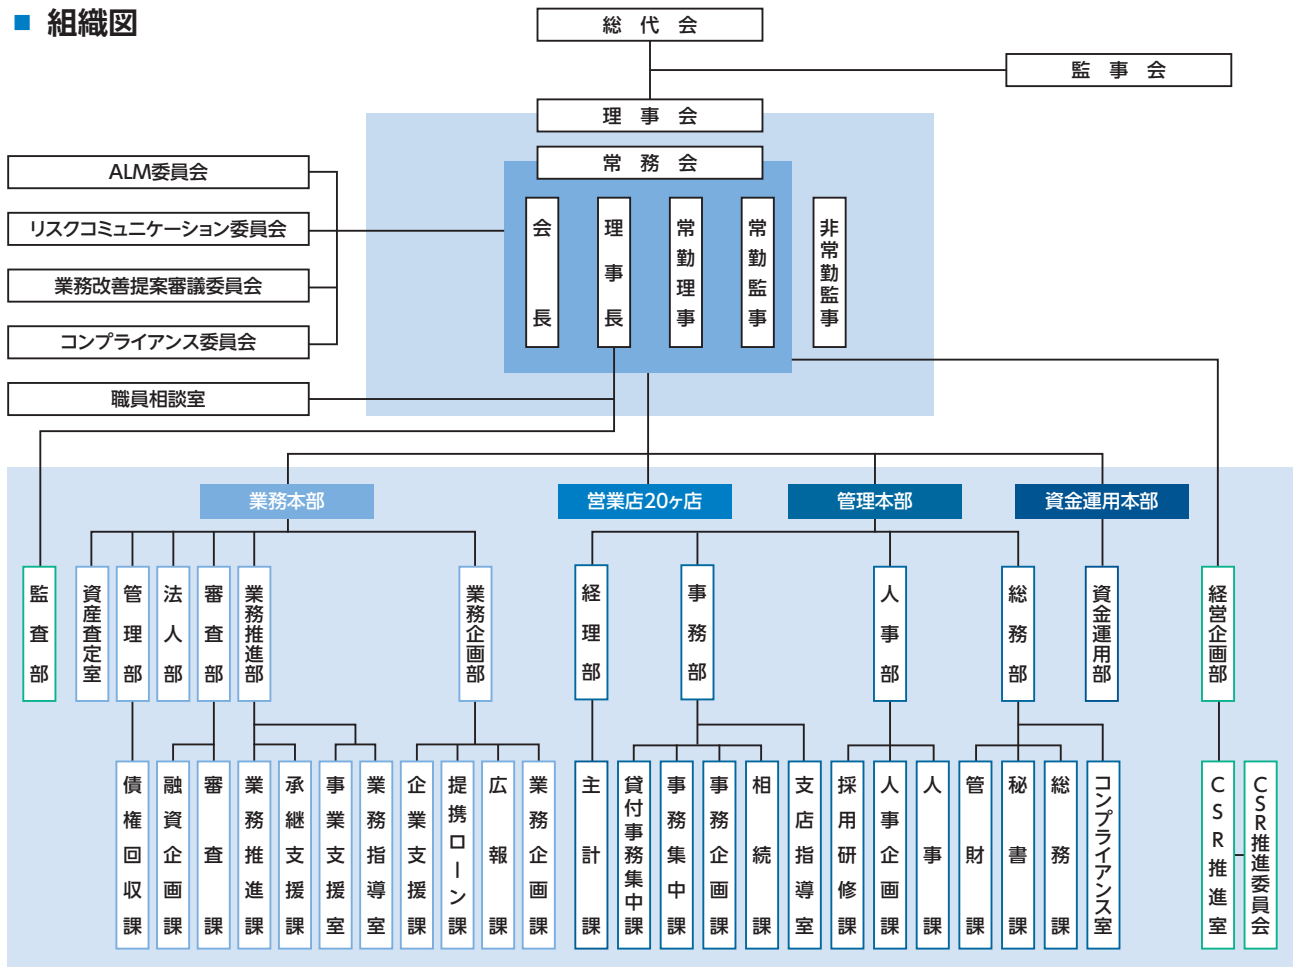 ■ 組織図
総代会
監事会
理事会
常務会
ALM委員会
リスクコミュニケーション委員会
業務改善提案審議委員会
コンプライアンス委員会
職員相談室
会長
理事長
常勤理事
常勤監事
非常勤監事
業務本部
営業店20ヶ店
管理本部
資金運用本部
監査部
資産査定室
管理部
法人部
審査部
業務推進部
業務企画部
経理部
事務部
人事部
総務部
資金運用部
経営企画部
債権回収課
融資企画課
審査課
業務推進課
承継支援課
事業支援室
業務指導室
企業支援課
提携ローン課
広報課
業務企画課
主計課
貸付事務集中課
事務集中課
事務企画課
相続課
支店指導室
採用研修課
人事企画課
人事課
管財課
秘書課
総務課
コンプライアンス室
CSR推進室
CSR推進委員会